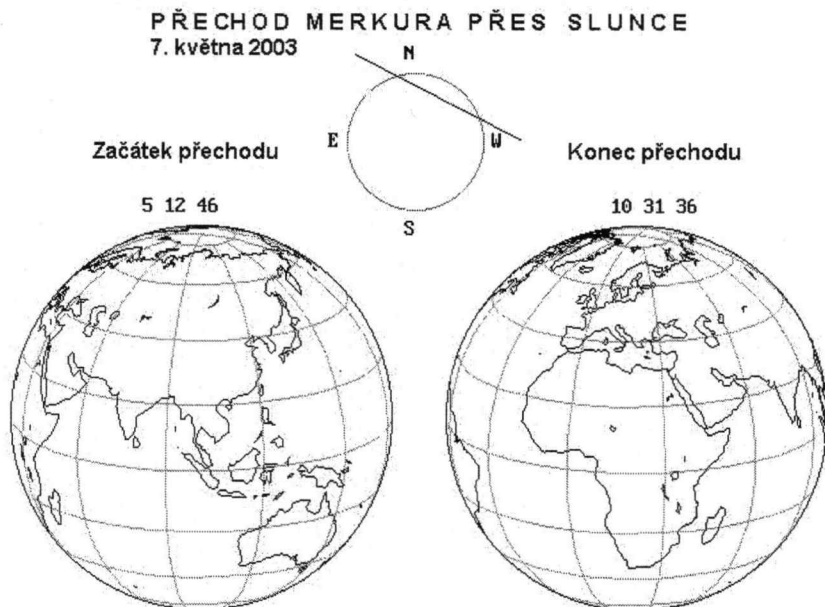 PŘECHOD MERKURA PŘES SLUNCE
7. května 2003
N
E
W
S
Začátek přechodu
Konec přechodu
5 12 46
10 31 36